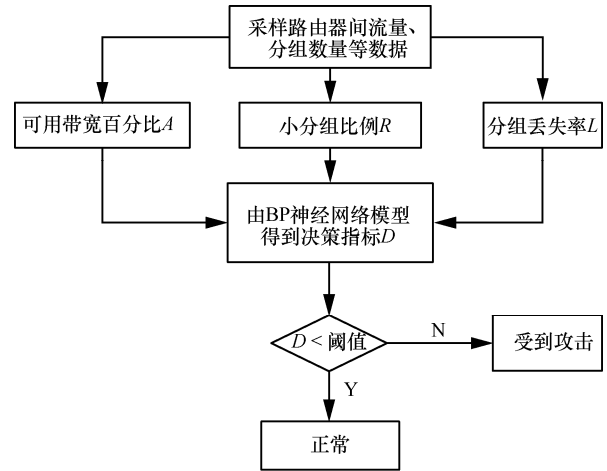 采样路由器间流量、
分组数量等数据
可用带宽百分比A
小分组比例R
分组丢失率L
由BP神经网络模型
得到决策指标D
D < 阈值
N
受到攻击
Y
正常